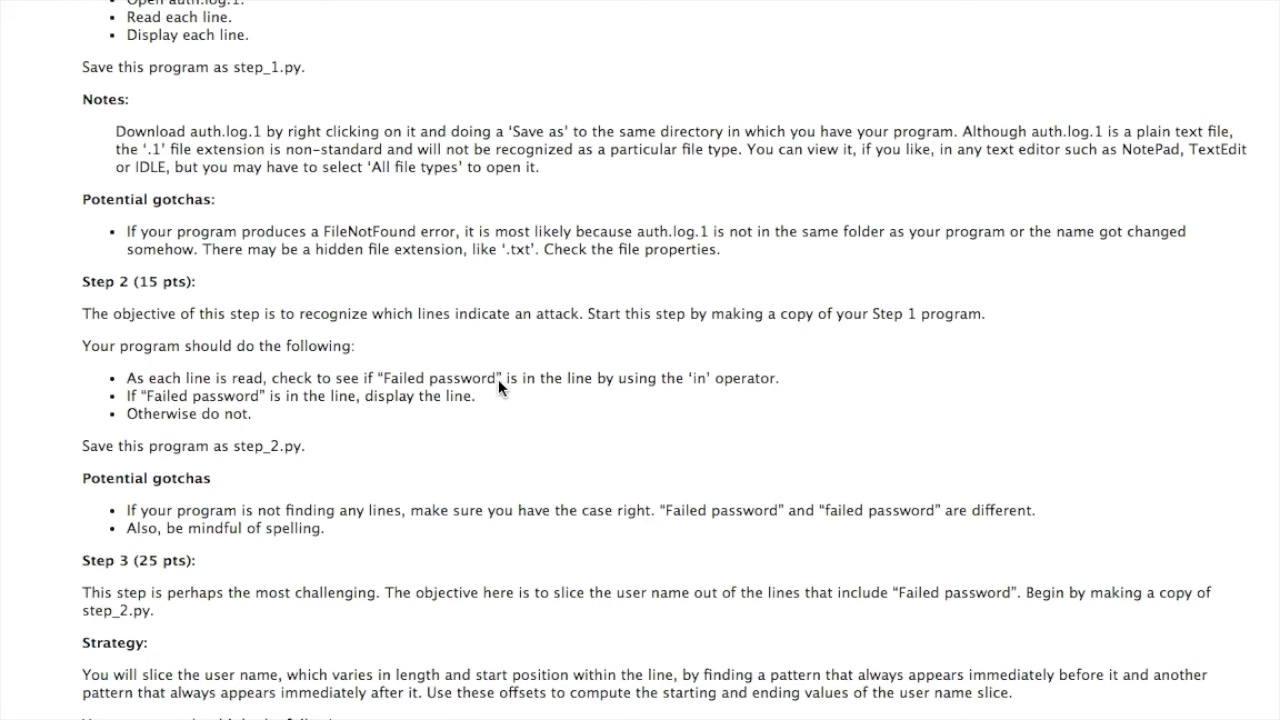 Open auth.log.1.
• Read each line.
• Display each line.
Save this program as step_1.py.
Notes:
Download auth.log.1 by right clicking on it and doing a ‘Save as’ to the same directory in which you have your program. Although auth.log.1 is a plain text file,
the ‘.1’ file extension is non-standard and will not be recognized as a particular file type. You can view it, if you like, in any text editor such as NotePad, TextEdit
or IDLE, but you may have to select ‘All file types’ to open it.
Potential gotchas:
• If your program produces a FileNotFound error, it is most likely because auth.log.1 is not in the same folder as your program or the name got changed
somehow. There may be a hidden file extension, like ‘.txt’. Check the file properties.
Step 2 (15 pts):
The objective of this step is to recognize which lines indicate an attack. Start this step by making a copy of your Step 1 program.
Your program should do the following:
• As each line is read, check to see if “Failed password” is in the line by using the ‘in’ operator.
• If “Failed password” is in the line, display the line.
• Otherwise do not.
Save this program as step_2.py.
Potential gotchas
• If your program is not finding any lines, make sure you have the case right. “Failed password” and “failed password” are different.
• Also, be mindful of spelling.
Step 3 (25 pts):
This step is perhaps the most challenging. The objective here is to slice the user name out of the lines that include “Failed password”. Begin by making a copy of
step_2.py.
Strategy:
You will slice the user name, which varies in length and start position within the line, by finding a pattern that always appears immediately before it and another
pattern that always appears immediately after it. Use these offsets to compute the starting and ending values of the user name slice.